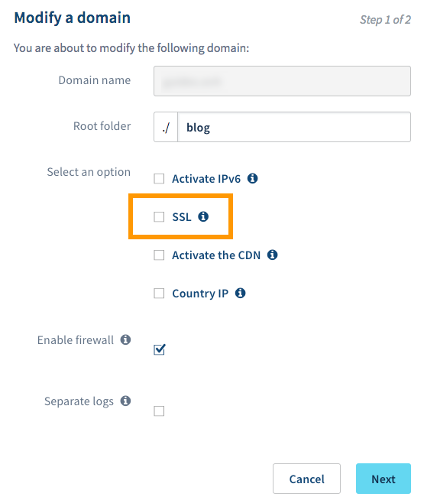 Modify a domain
Step 1 of 2
You are about to modify the following domain:
Domain name
Root folder
./ blog
Select an option
Activate IPv6
SSL
Activate the CDN
Country IP
Enable firewall
Separate logs
Cancel
Next